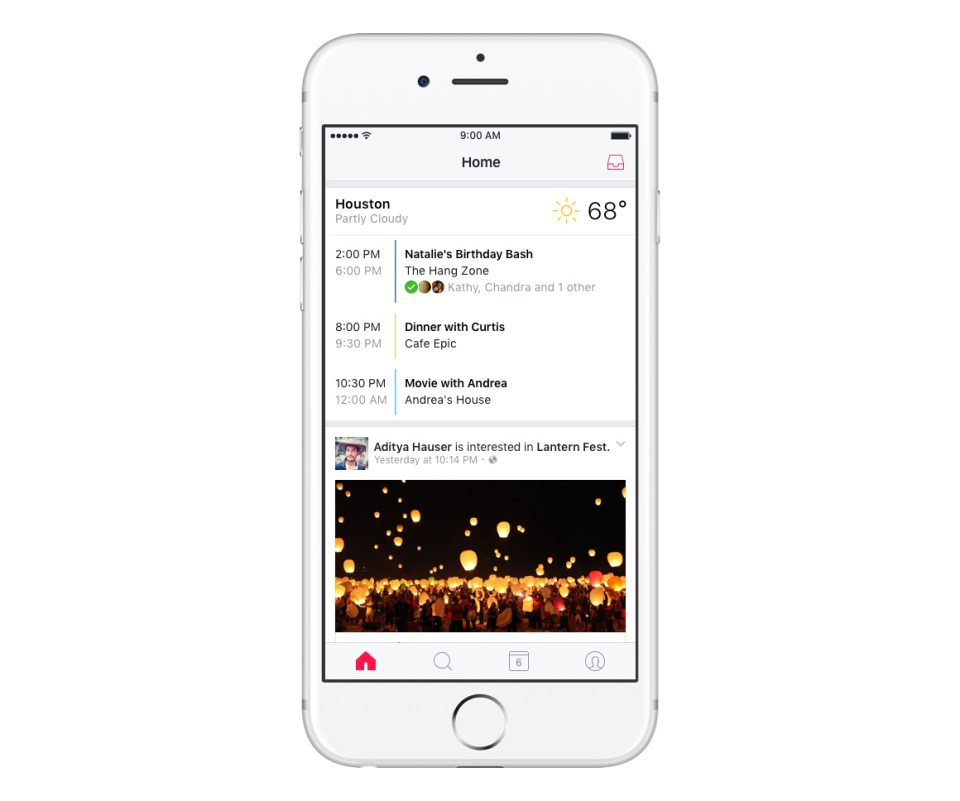 9:00 AM
Home
Houston
Partly Cloudy
68°
2:00 PM
6:00 PM
Natalie's Birthday Bash
The Hang Zone
Kathy, Chandra and 1 other
8:00 PM
9:30 PM
Dinner with Curtis
Cafe Epic
10:30 PM
12:00 AM
Movie with Andrea
Andrea's House
Aditya Hauser is interested in Lantern Fest.
Yesterday at 10:14 PM ·
6